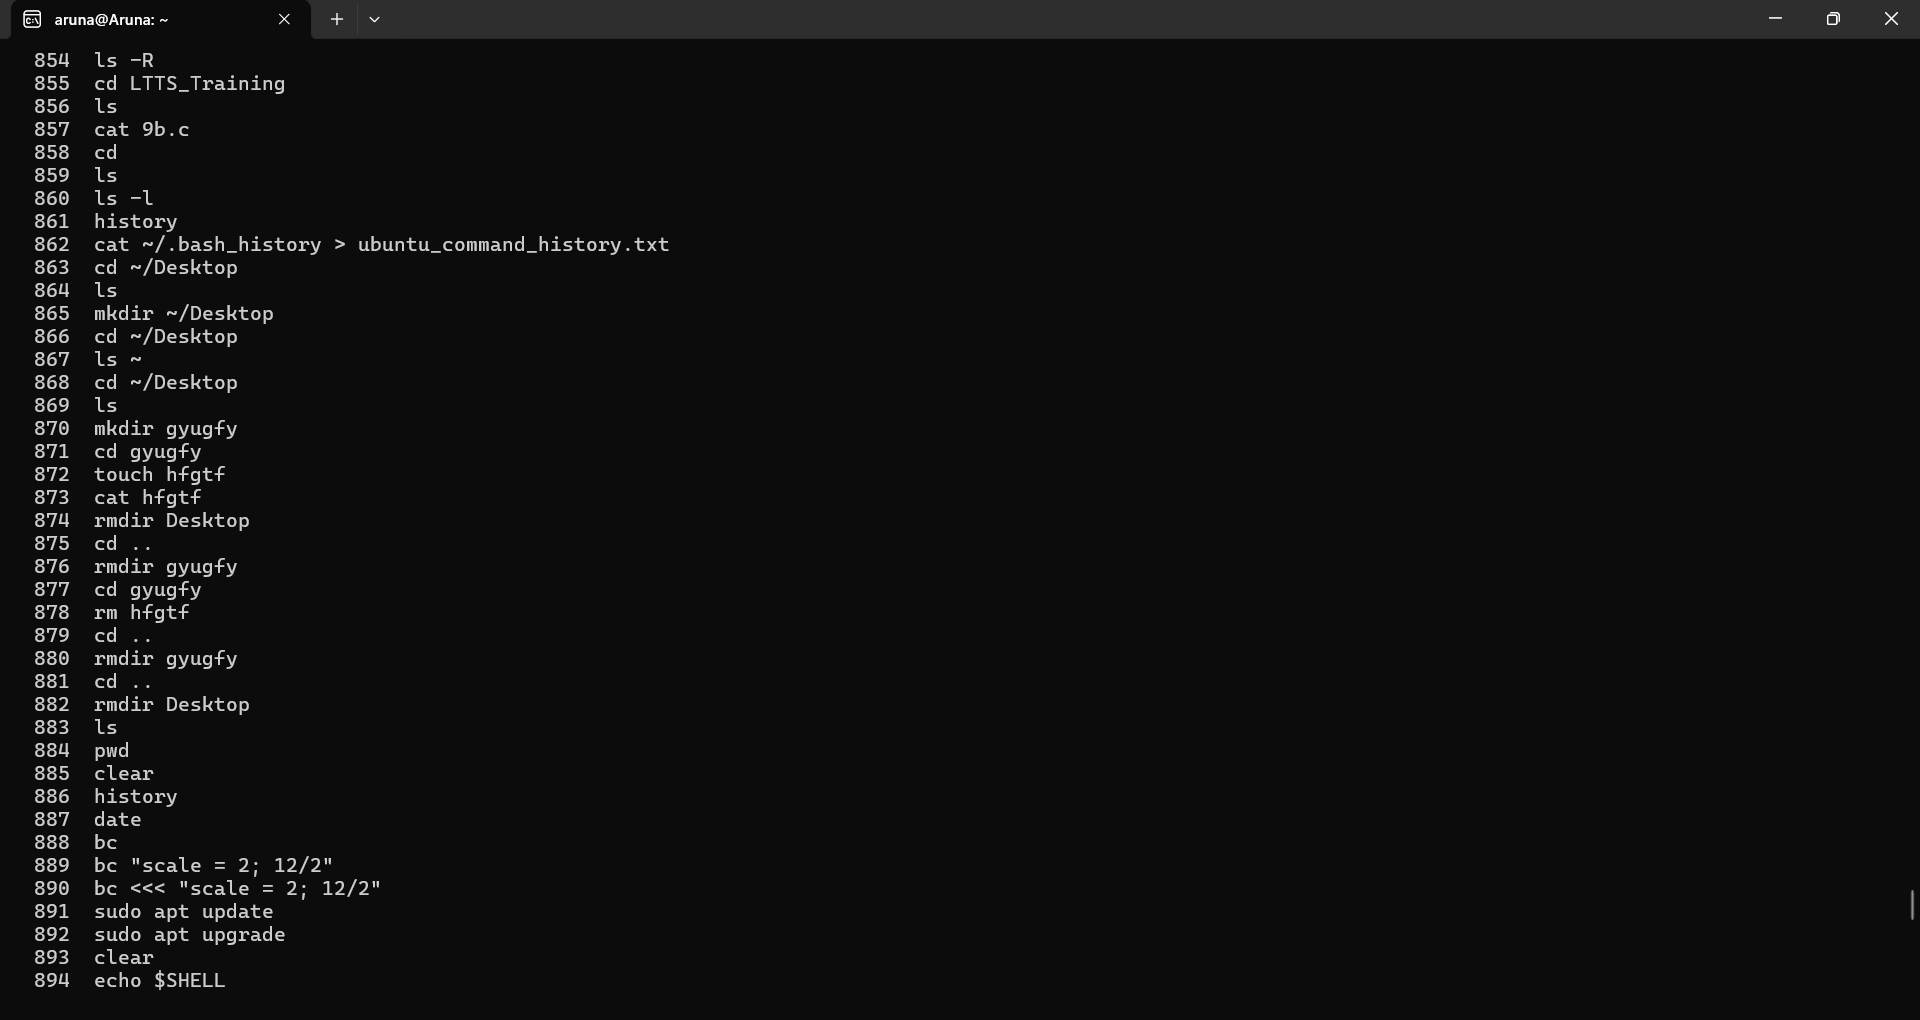 aruna@Aruna: ~
854 ls -R
855 cd LTTS_Training
856 ls
857 cat 9b.c
858 cd
859 ls
860 ls -l
861 history
862 cat ~/.bash_history > ubuntu_command_history.txt
863 cd ~/Desktop
864 ls
865 mkdir ~/Desktop
866 cd ~/Desktop
867 ls ~
868 cd ~/Desktop
869 ls
870 mkdir gyugfy
871 cd gyugfy
872 touch hfgtf
873 cat hfgtf
874 rmdir Desktop
875 cd ..
876 rmdir gyugfy
877 cd gyugfy
878 rm hfgtf
879 cd ..
880 rmdir gyugfy
881 cd ..
882 rmdir Desktop
883 ls
884 pwd
885 clear
886 history
887 date
888 bc
889 bc "scale = 2; 12/2"
890 bc <<< "scale = 2; 12/2"
891 sudo apt update
892 sudo apt upgrade
893 clear
894 echo $SHELL